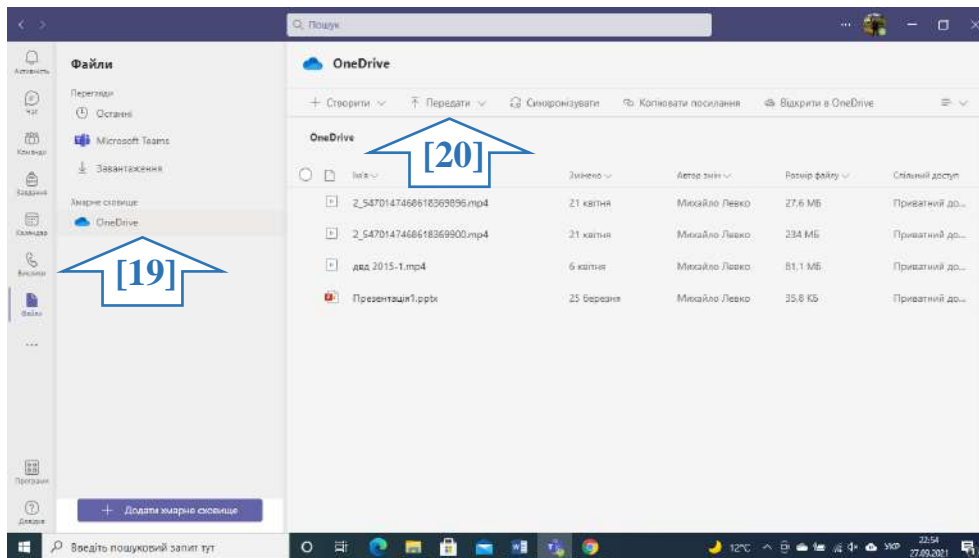 Пошук
Активність
Чат
Команди
Завдання
Календар
Виклики
Файли
Програми
Довідка
Файли
Перегляди
Останні
Microsoft Teams
Завантаження
Хмарне сховище
OneDrive
[19]
+ Додати хмарне сховище
OneDrive
+ Створити Передати Синхронізувати Копіювати посилання Відкрити в OneDrive
OneDrive
[20]
Ім'я Змінено Автор змін Розмір файлу Спільний доступ
2_5470147468618369896.mp4 21 квітня Михайло Левко 27,6 МБ Приватний до...
2_5470147468618369900.mp4 21 квітня Михайло Левко 234 МБ Приватний до...
двд 2015-1.mp4 6 квітня Михайло Левко 81,1 МБ Приватний до...
Презентація1.pptx 25 березня Михайло Левко 35,8 КБ Приватний до...
Введіть пошуковий запит тут
12°C УКР 22:54
27.09.2021